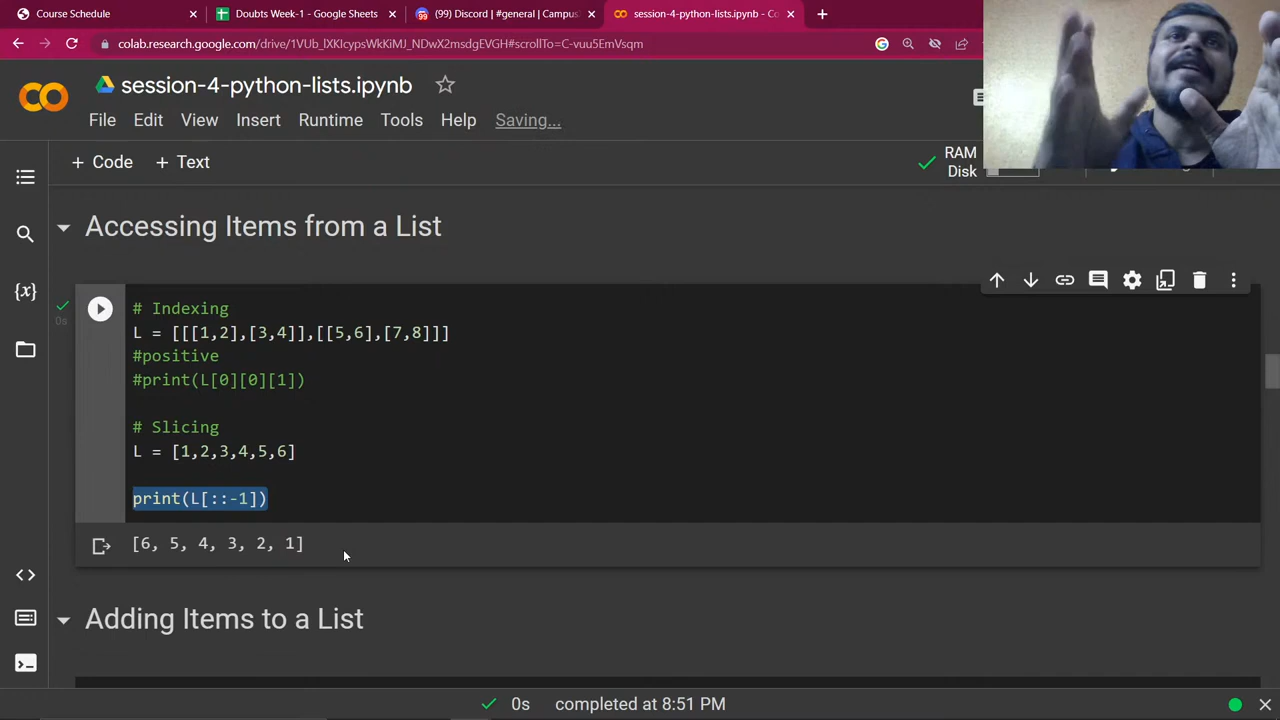 Course Schedule
Doubts Week-1 - Google Sheets
(99) Discord | #general | Campus
session-4-python-lists.ipynb - Co
colab.research.google.com/drive/1VUb_lXKIcypsWkKiMJ_NDwX2msdgEVGH#scrollTo=C-vuu5EmVsqm
session-4-python-lists.ipynb
File Edit View Insert Runtime Tools Help Saving...
+ Code + Text
RAM
Disk
Accessing Items from a List
# Indexing
L = [[[1,2],[3,4]],[[5,6],[7,8]]]
#positive
#print(L[0][0][1])
# Slicing
L = [1,2,3,4,5,6]
print(L[::-1])
0s
[6, 5, 4, 3, 2, 1]
Adding Items to a List
0s completed at 8:51 PM